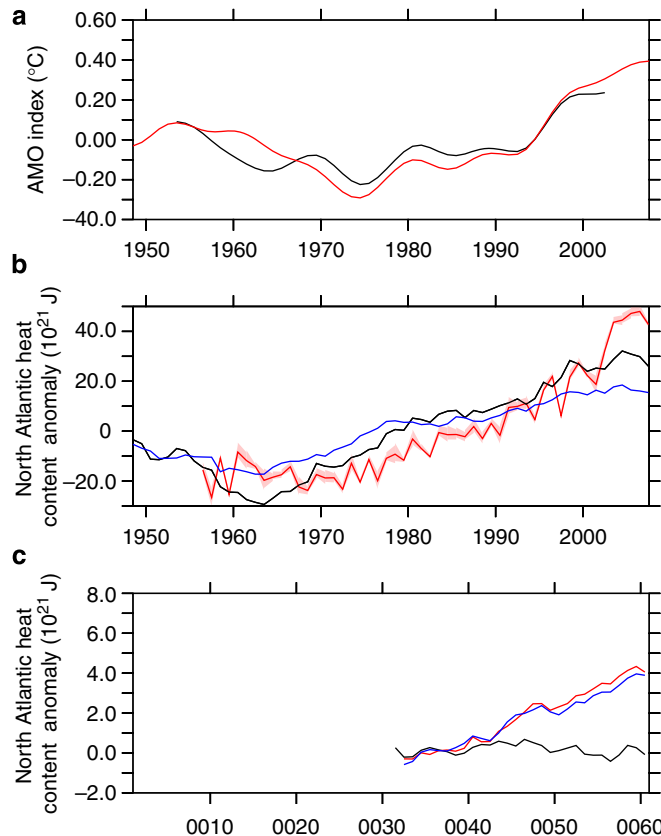 a
AMO index (°C)
0.60
0.40
0.20
0.00
−0.20
−40.0
1950 1960 1970 1980 1990 2000
b
North Atlantic heat
content anomaly (10²¹ J)
40.0
20.0
0
−20.0
1950 1960 1970 1980 1990 2000
c
North Atlantic heat
content anomaly (10²¹ J)
8.0
6.0
4.0
2.0
0.0
−2.0
0010 0020 0030 0040 0050 0060